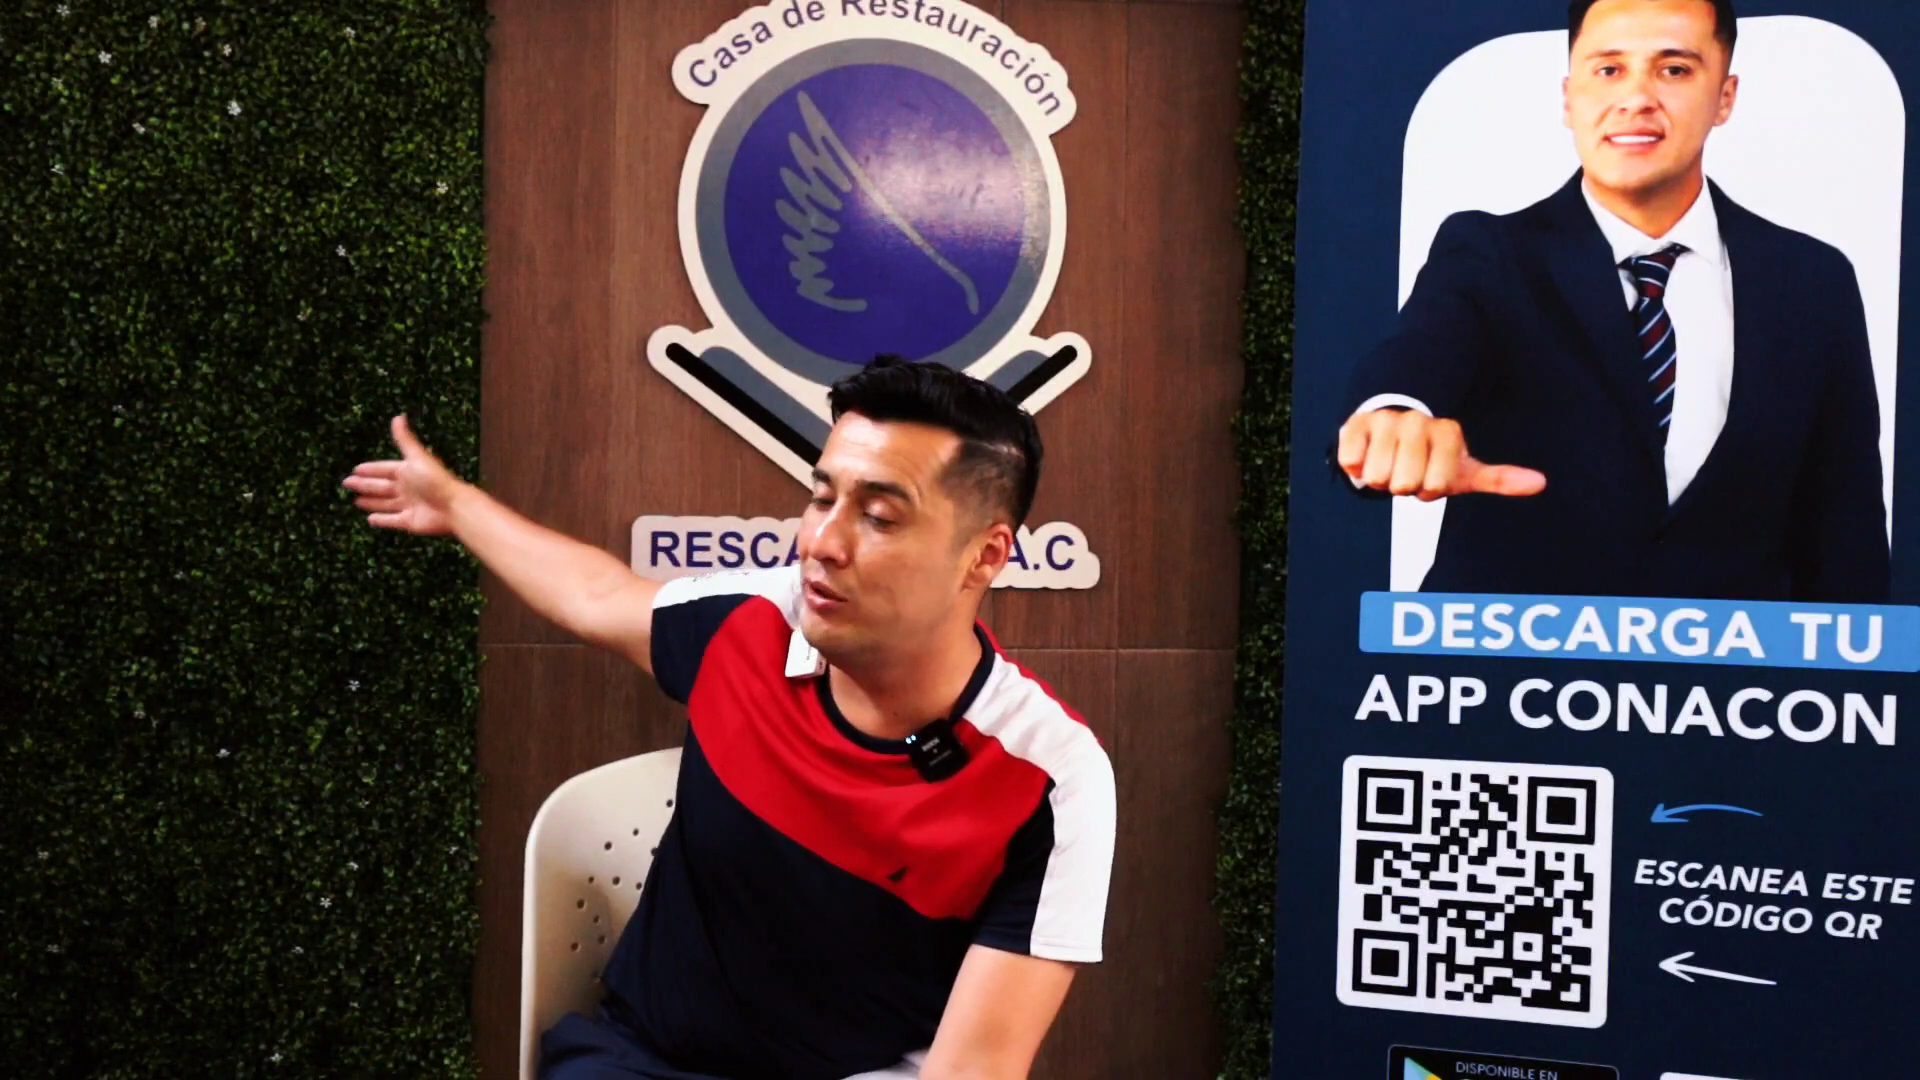 Casa de Restauración
RESCA A.C
DESCARGA TU
APP CONACON
ESCANEA ESTE
CÓDIGO QR
DISPONIBLE EN